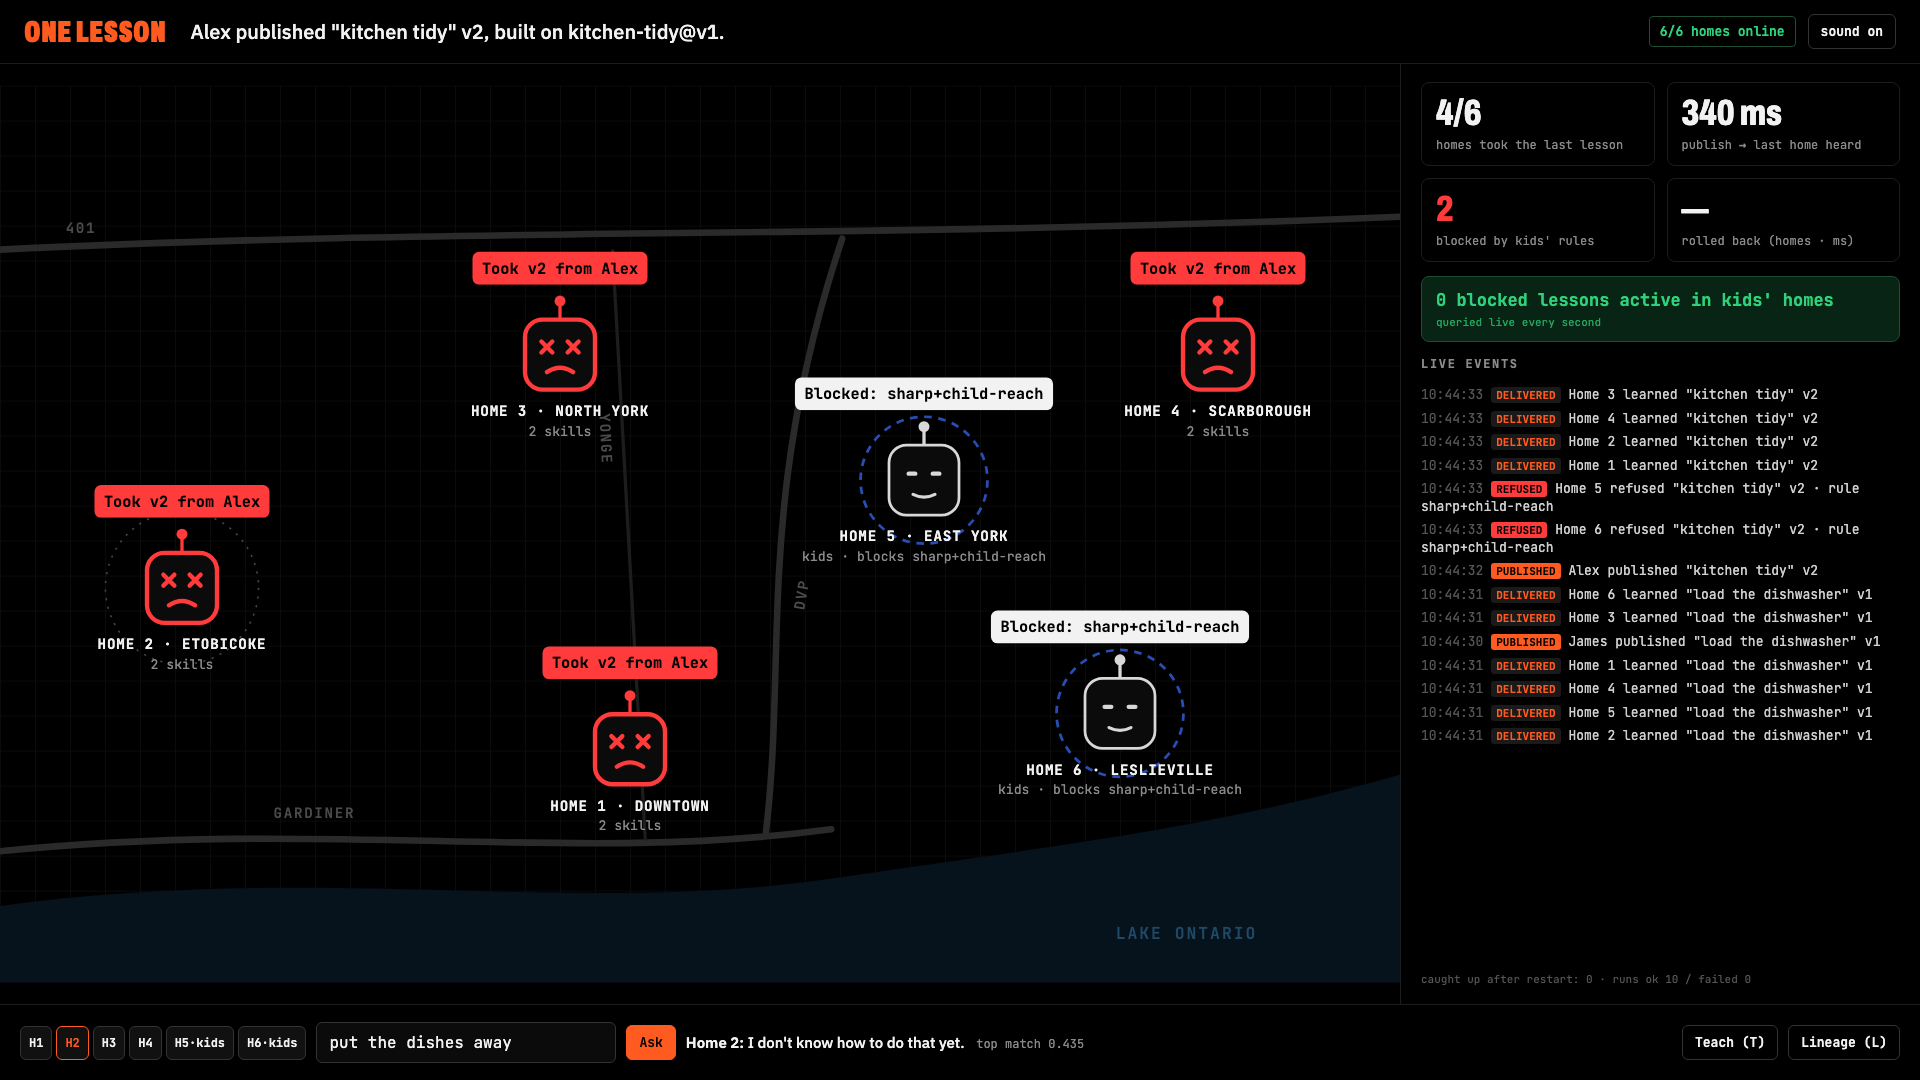 ONE LESSON
Alex published "kitchen tidy" v2, built on kitchen-tidy@v1.
6/6 homes online
sound on
401
Took v2 from Alex
HOME 3 · NORTH YORK
2 skills
YONGE
Took v2 from Alex
HOME 4 · SCARBOROUGH
2 skills
Blocked: sharp+child-reach
HOME 5 · EAST YORK
kids · blocks sharp+child-reach
Took v2 from Alex
HOME 2 · ETOBICOKE
2 skills
DVP
Blocked: sharp+child-reach
HOME 6 · LESLIEVILLE
kids · blocks sharp+child-reach
Took v2 from Alex
HOME 1 · DOWNTOWN
2 skills
GARDINER
LAKE ONTARIO
4/6
homes took the last lesson
340 ms
publish → last home heard
2
blocked by kids' rules
—
rolled back (homes · ms)
0 blocked lessons active in kids' homes
queried live every second
LIVE EVENTS
10:44:33 DELIVERED Home 3 learned "kitchen tidy" v2
10:44:33 DELIVERED Home 4 learned "kitchen tidy" v2
10:44:33 DELIVERED Home 2 learned "kitchen tidy" v2
10:44:33 DELIVERED Home 1 learned "kitchen tidy" v2
10:44:33 REFUSED Home 5 refused "kitchen tidy" v2 · rule
sharp+child-reach
10:44:33 REFUSED Home 6 refused "kitchen tidy" v2 · rule
sharp+child-reach
10:44:32 PUBLISHED Alex published "kitchen tidy" v2
10:44:31 DELIVERED Home 6 learned "load the dishwasher" v1
10:44:31 DELIVERED Home 3 learned "load the dishwasher" v1
10:44:30 PUBLISHED James published "load the dishwasher" v1
10:44:31 DELIVERED Home 1 learned "load the dishwasher" v1
10:44:31 DELIVERED Home 4 learned "load the dishwasher" v1
10:44:31 DELIVERED Home 5 learned "load the dishwasher" v1
10:44:31 DELIVERED Home 2 learned "load the dishwasher" v1
caught up after restart: 0 · runs ok 10 / failed 0
H1
H2
H3
H4
H5·kids
H6·kids
put the dishes away
Ask
Home 2: I don't know how to do that yet. top match 0.435
Teach (T)
Lineage (L)